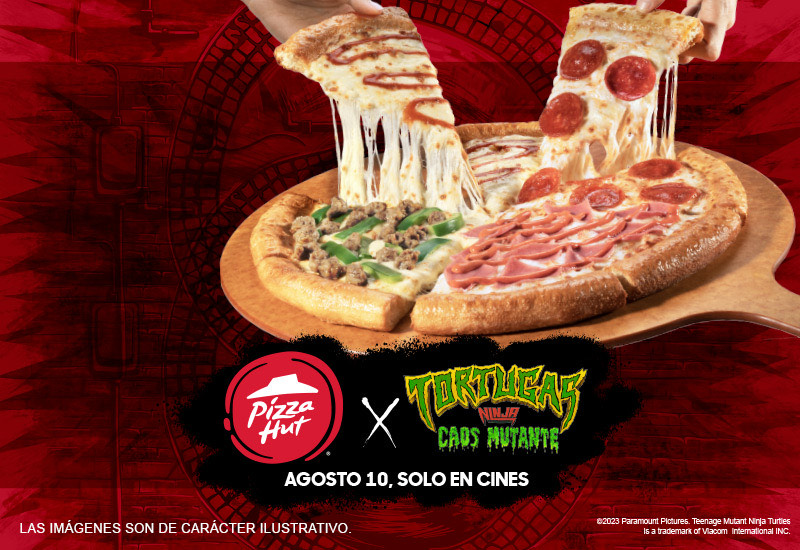 Pizza
Hut
X
TORTUGAS
NINJA
CAOS MUTANTE
AGOSTO 10, SOLO EN CINES
LAS IMÁGENES SON DE CARÁCTER ILUSTRATIVO.
©2023 Paramount Pictures. Teenage Mutant Ninja Turtles
is a trademark of Viacom International INC.